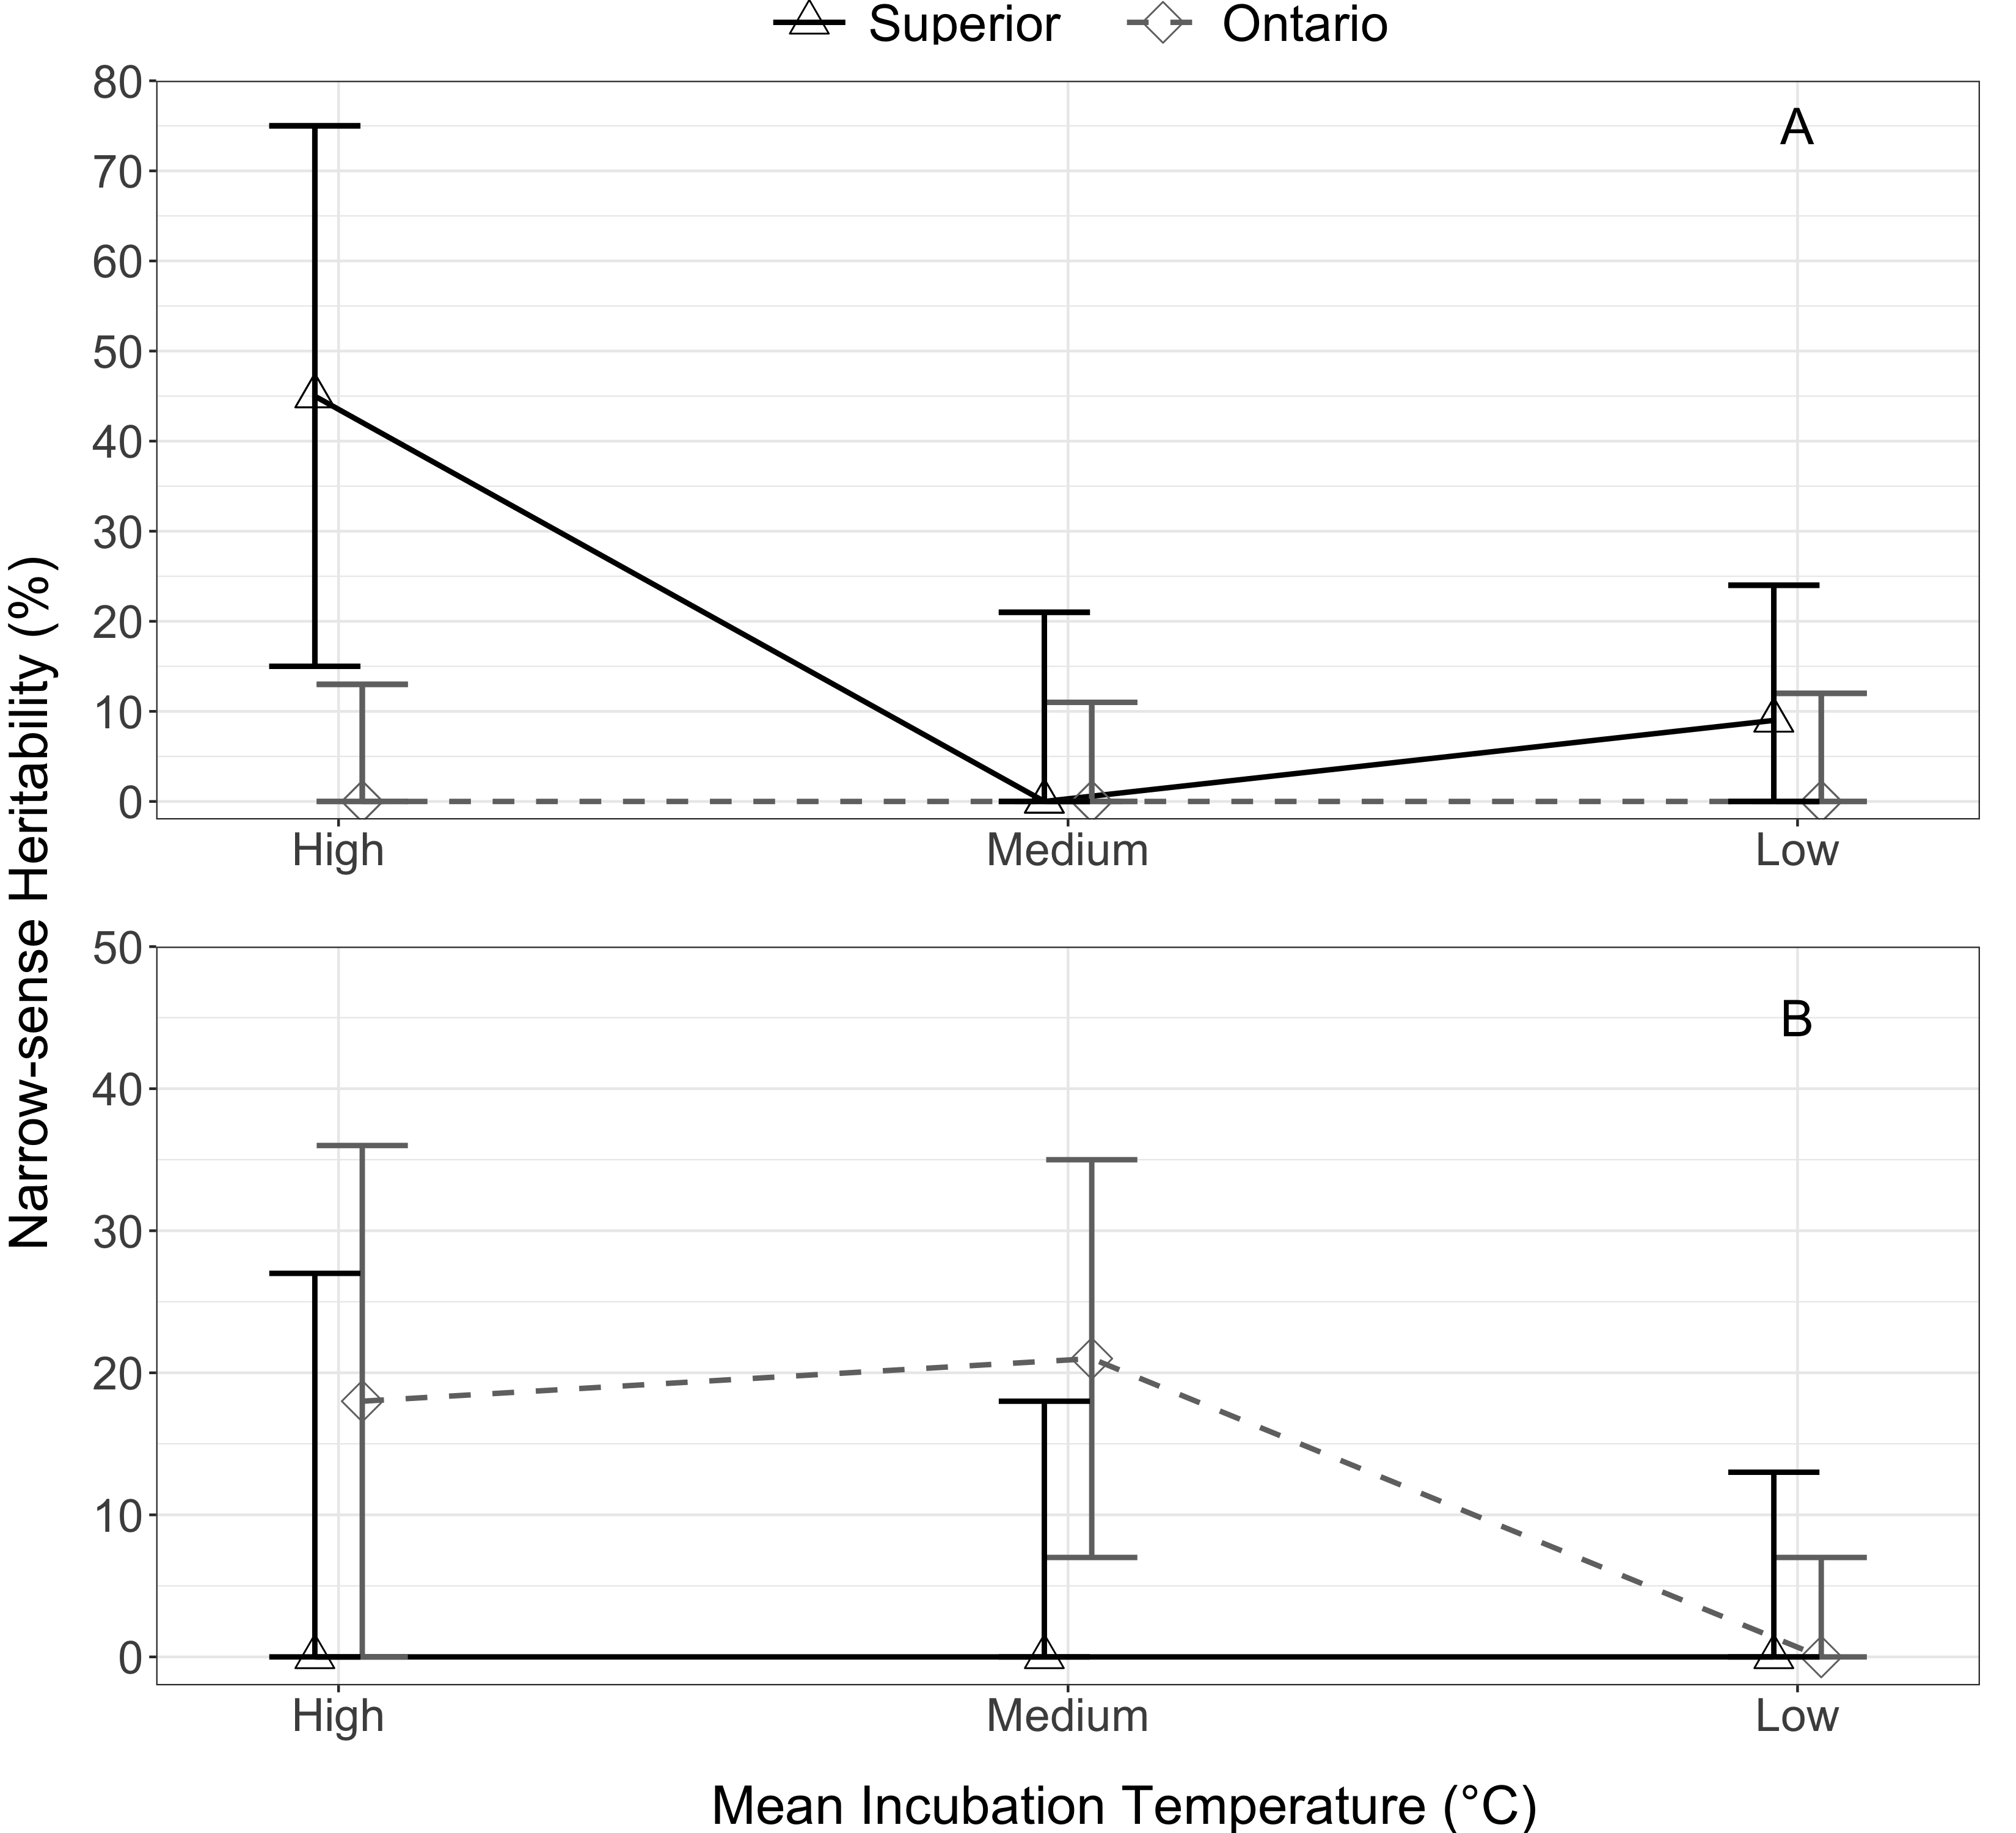 Superior Ontario
80
A
70
60
50
40
30
20
10
0
High Medium Low
Narrow-sense Heritability (%)
50
B
40
30
20
10
0
High Medium Low
Mean Incubation Temperature (°C)